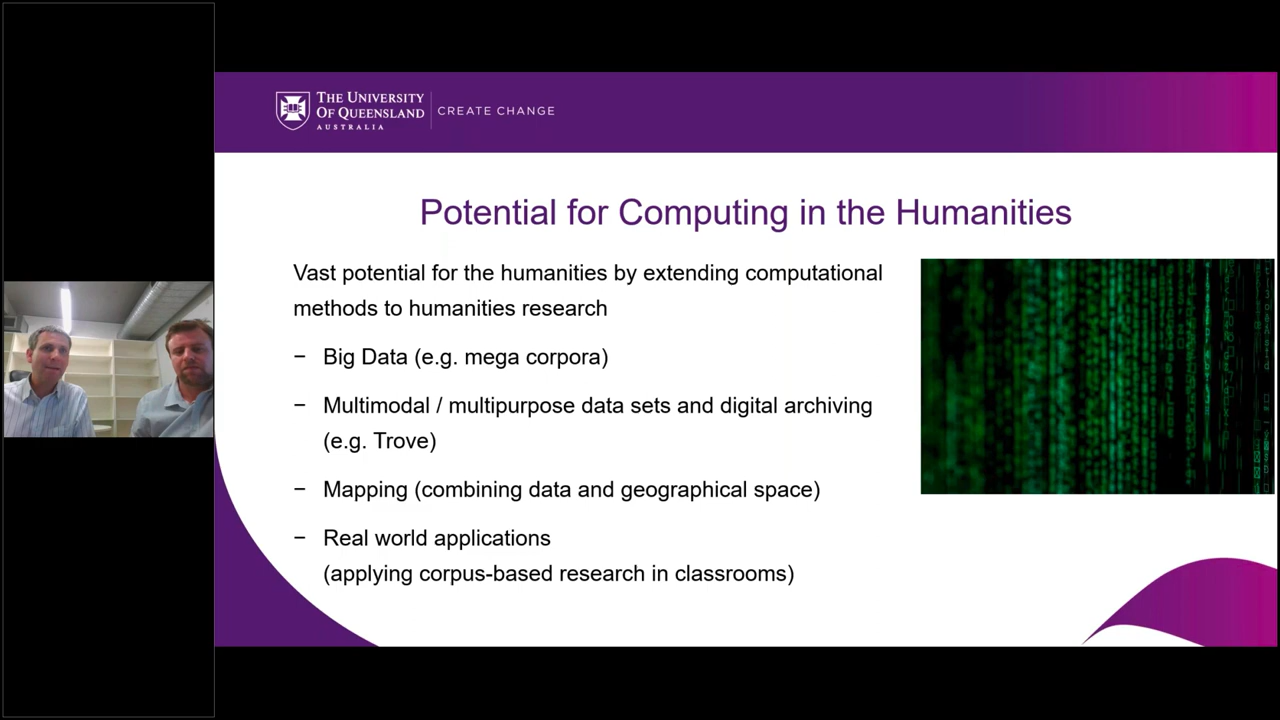 THE UNIVERSITY
OF QUEENSLAND
AUSTRALIA
CREATE CHANGE
Potential for Computing in the Humanities
Vast potential for the humanities by extending computational
methods to humanities research
− Big Data (e.g. mega corpora)
− Multimodal / multipurpose data sets and digital archiving
(e.g. Trove)
− Mapping (combining data and geographical space)
− Real world applications
(applying corpus-based research in classrooms)